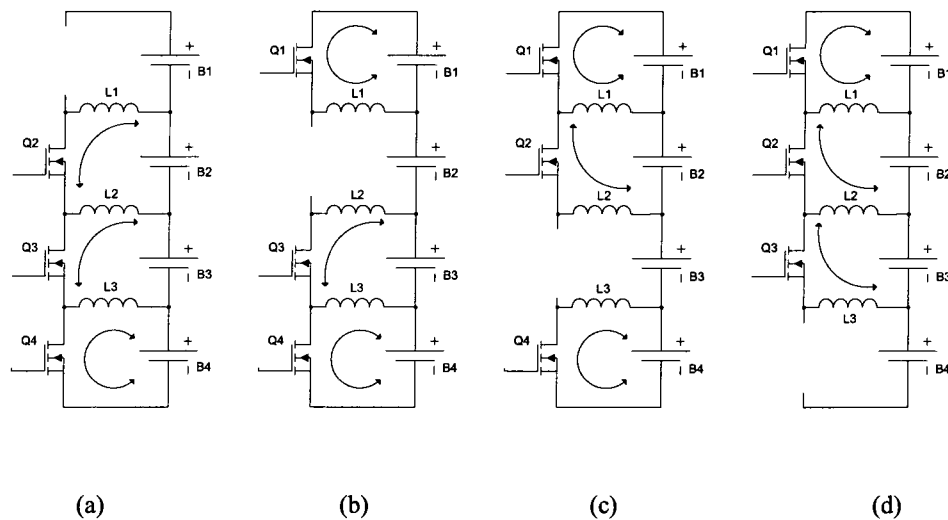 +
B1
L1
Q2
+
B2
L2
Q3
+
B3
L3
Q4
+
B4
(a)
Q1
+
B1
L1
+
B2
L2
Q3
+
B3
L3
Q4
+
B4
(b)
Q1
+
B1
L1
Q2
+
B2
L2
+
B3
L3
Q4
+
B4
(c)
Q1
+
B1
L1
Q2
+
B2
L2
Q3
+
B3
L3
+
B4
(d)